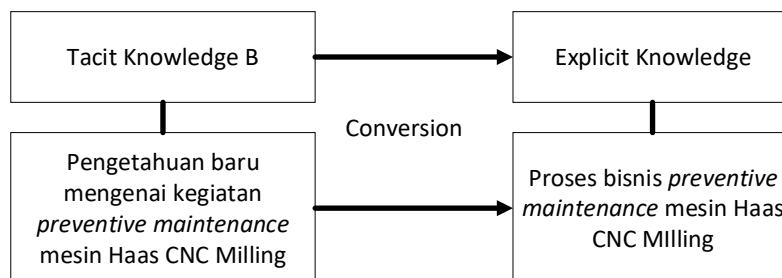 Tacit Knowledge B
Explicit Knowledge
Conversion
Pengetahuan baru
mengenai kegiatan
preventive maintenance
mesin Haas CNC Milling
Proses bisnis preventive
maintenance mesin Haas
CNC MIlling